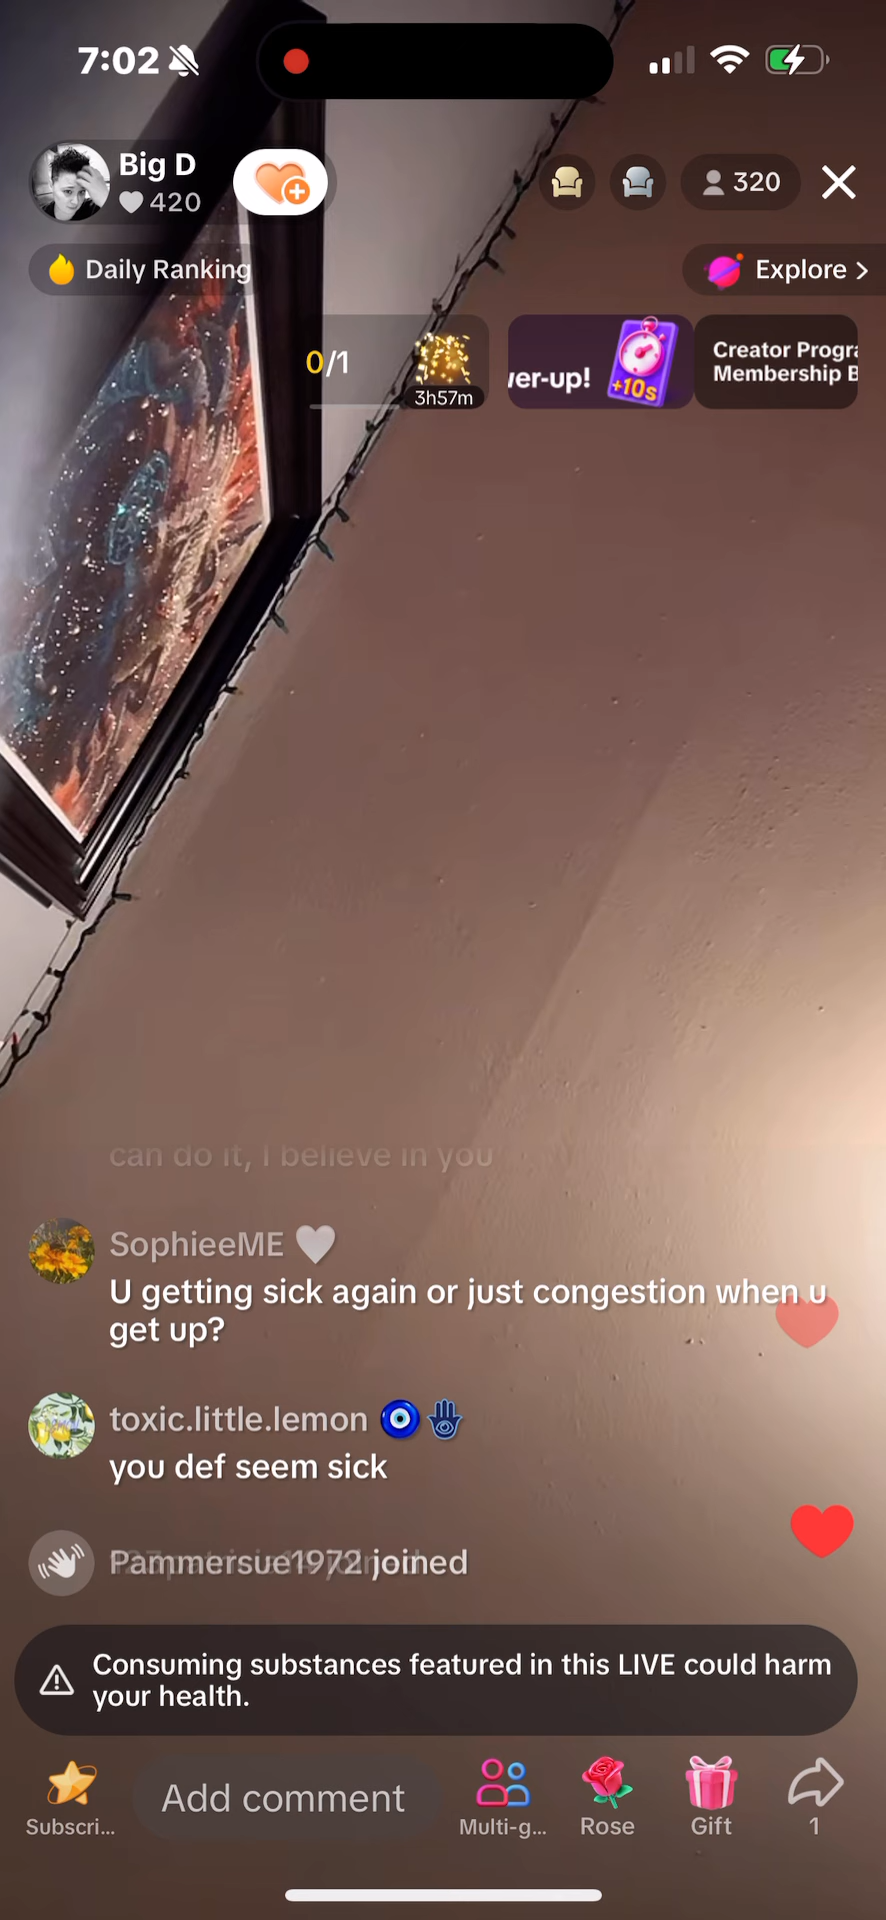 7:02
Big D
420
320
Daily Ranking
Explore >
0/1
3h57m
ver-up!
+10s
Creator Progra
Membership B
can do it, I believe in you
SophieeME
U getting sick again or just congestion when u
get up?
toxic.little.lemon
you def seem sick
Pammersue1972 joined
Consuming substances featured in this LIVE could harm
your health.
Subscri...
Add comment
Multi-g...
Rose
Gift
1